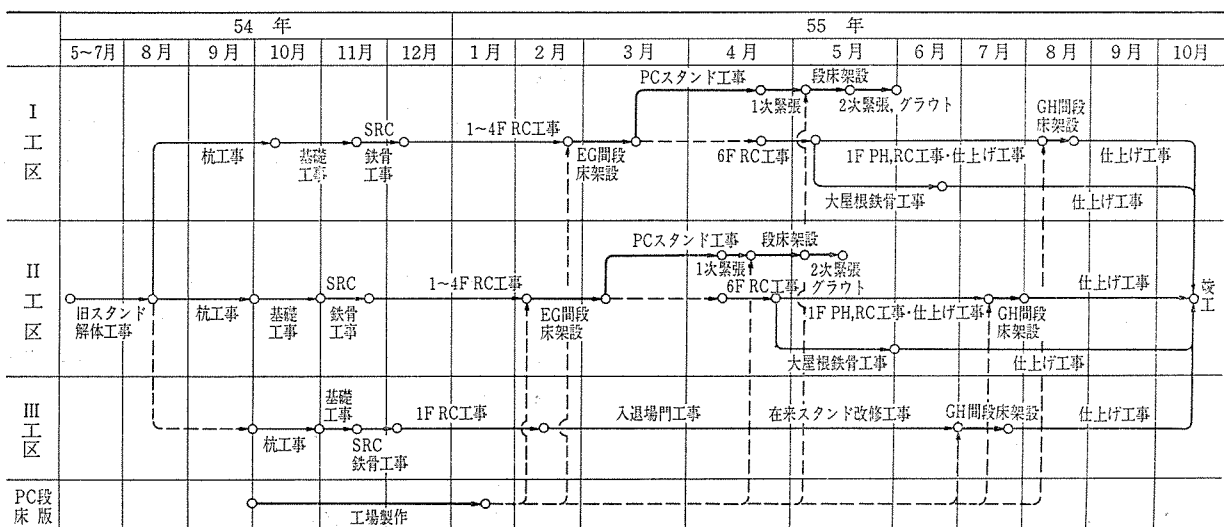 54 年
55 年
5~7月 8月 9月 10月 11月 12月 1月 2月 3月 4月 5月 6月 7月 8月 9月 10月
I
工
区
PCスタンド工事
段床架設
1次緊張
2次緊張, グラウト
杭工事
基礎
工事
SRC
鉄骨
工事
1~4F RC工事
EG間段
床架設
6F RC工事
1F PH,RC工事・仕上げ工事
GH間段
床架設
仕上げ工事
大屋根鉄骨工事
仕上げ工事
II
工
区
PCスタンド工事
段床架設
1次緊張
2次緊張
グラウト
旧スタンド
解体工事
杭工事
基礎
工事
SRC
鉄骨
工事
1~4F RC工事
EG間段
床架設
6F RC工事
1F PH,RC工事・仕上げ工事
GH間段
床架設
仕上げ工事
竣
工
大屋根鉄骨工事
仕上げ工事
III
工
区
杭工事
基礎
工事
SRC
鉄骨工事
1F RC工事
入退場門工事
在来スタンド改修工事
GH間段床架設
仕上げ工事
PC段
床 版
工場製作